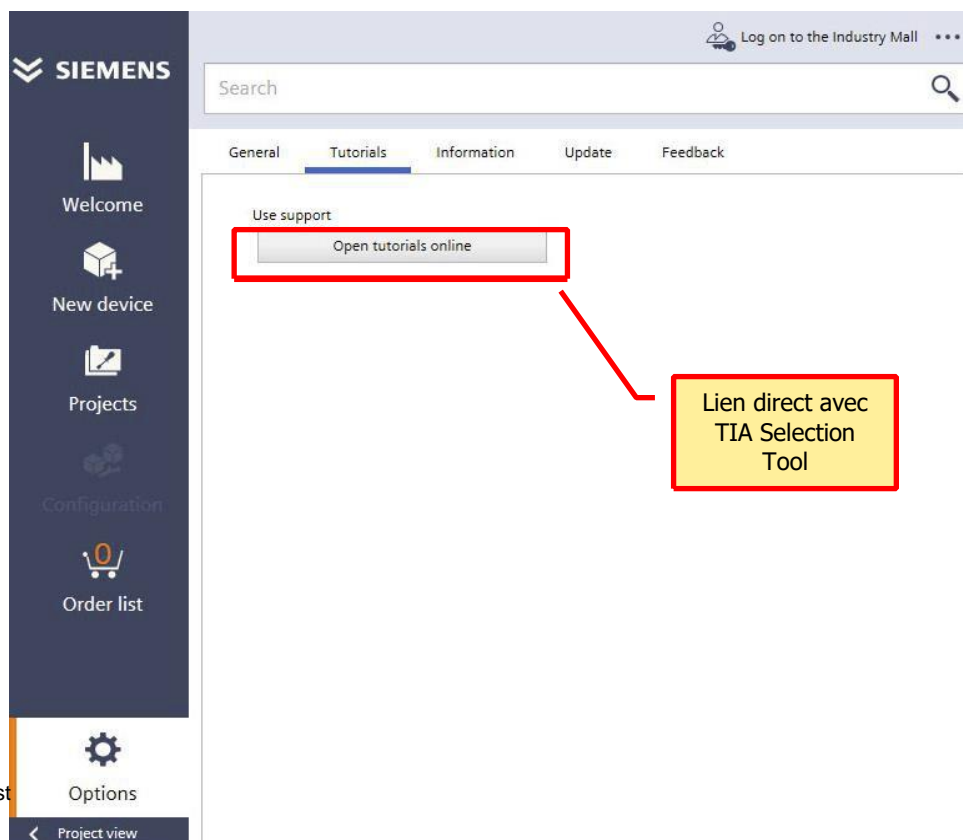 Log on to the Industry Mall
SIEMENS
Search
General Tutorials Information Update Feedback
Welcome
Use support
Open tutorials online
New device
Projects
Lien direct avec
TIA Selection
Tool
Configuration
0
Order list
st
Options
Project view